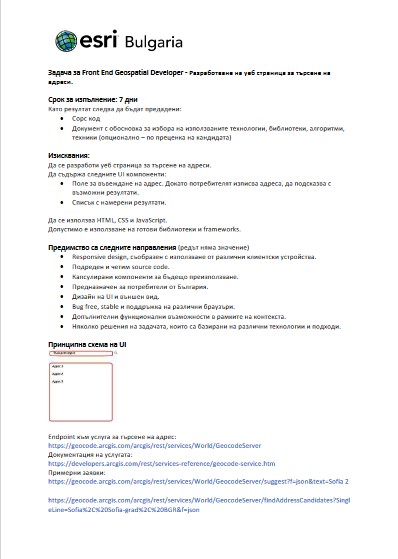 esri Bulgaria
Задача за Front End Geospatial Developer - Разработване на уеб страница за търсене на
адреси.
Срок за изпълнение: 7 дни
Като резултат следва да бъдат предадени:
• Сорс код
• Документ с обосновка за избора на използваните технологии, библиотеки, алгоритми,
техники (опционално – по преценка на кандидата)
Изисквания:
Да се разработи уеб страница за търсене на адреси.
Да съдържа следните UI компоненти:
• Поле за въвеждане на адрес. Докато потребителят изписва адреса, да подсказва с
възможни резултати.
• Списък с намерени резултати.
Да се използва HTML, CSS и JavaScript.
Допустимо е използване на готови библиотеки и frameworks.
Предимство са следните направления (редът няма значение)
• Responsive design, съобразен с използване от различни клиентски устройства.
• Подреден и четим source code.
• Капсулирани компоненти за бъдещо преизползване.
• Предназначен за потребители от България.
• Дизайн на UI и външен вид.
• Bug free, stable и поддръжка на различни браузъри.
• Допълнителни функционални възможности в рамките на контекста.
• Няколко решения на задачата, които са базирани на различни технологии и подходи.
Принципна схема на UI
Адрес 1
Адрес 2
Адрес 3
Endpoint към услуга за търсене на адрес:
https://geocode.arcgis.com/arcgis/rest/services/World/GeocodeServer
Документация на услугата:
https://developers.arcgis.com/rest/services-reference/geocode-service.htm
Примерни заявки:
https://geocode.arcgis.com/arcgis/rest/services/World/GeocodeServer/suggest?f=json&text=Sofia 2
https://geocode.arcgis.com/arcgis/rest/services/World/GeocodeServer/findAddressCandidates?Singl
eLine=Sofia%2C%20Sofia-grad%2C%20BGR&f=json